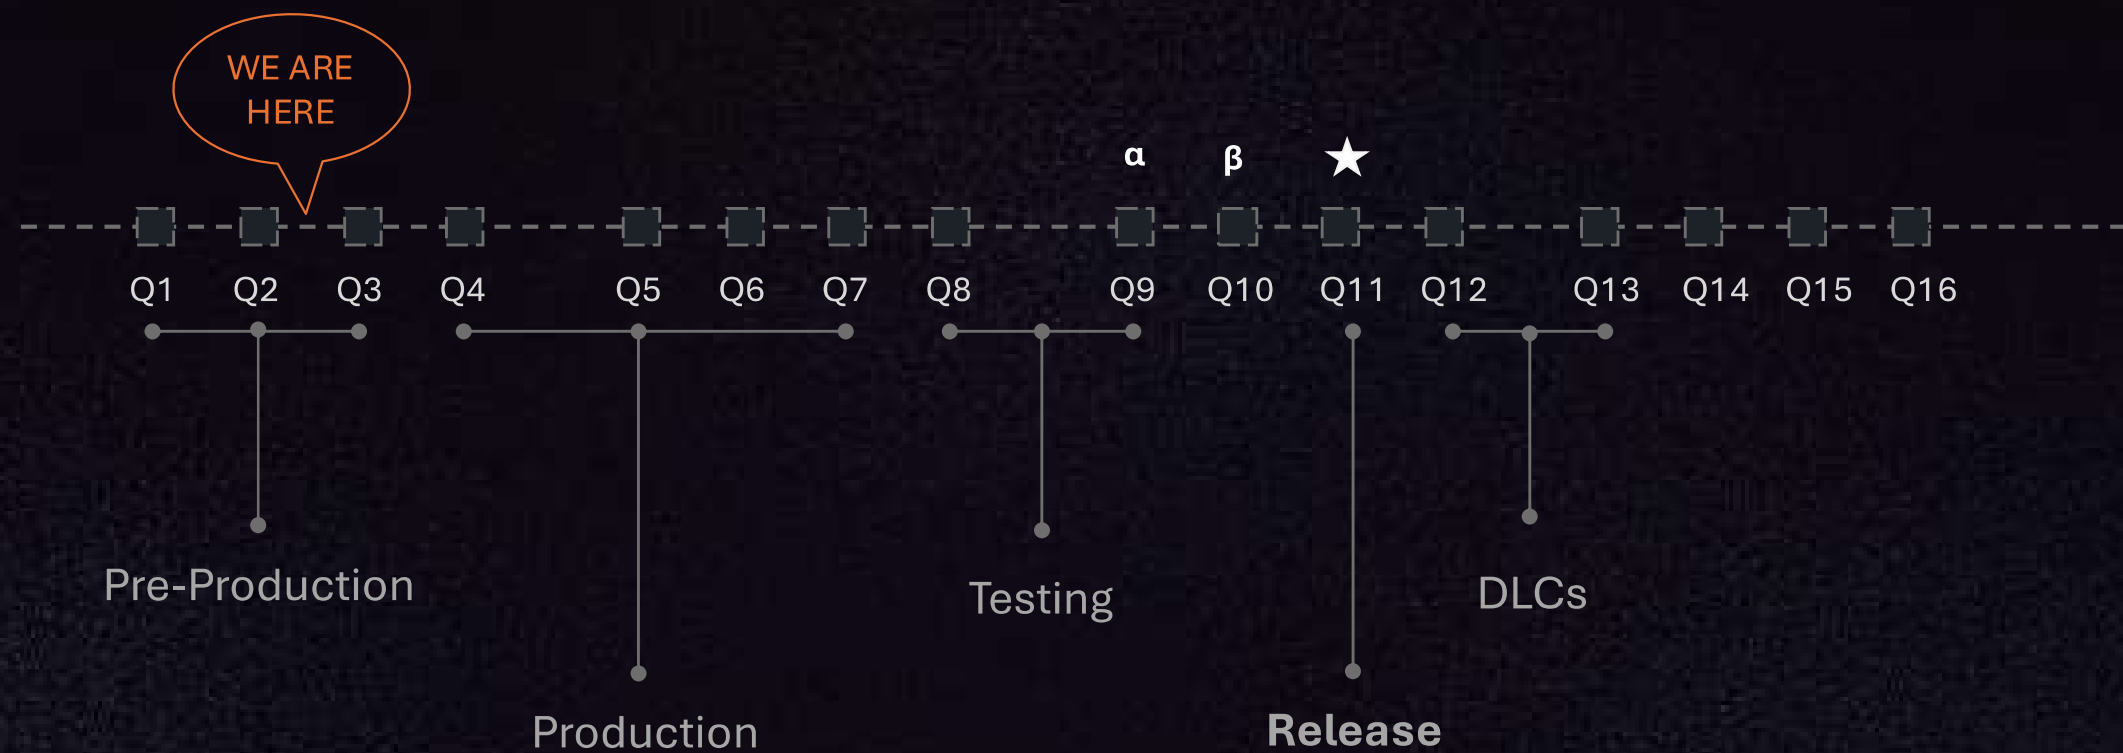 WE ARE
HERE
α β ★
Q1 Q2 Q3 Q4 Q5 Q6 Q7 Q8 Q9 Q10 Q11 Q12 Q13 Q14 Q15 Q16
Pre-Production
Testing
DLCs
Production
Release